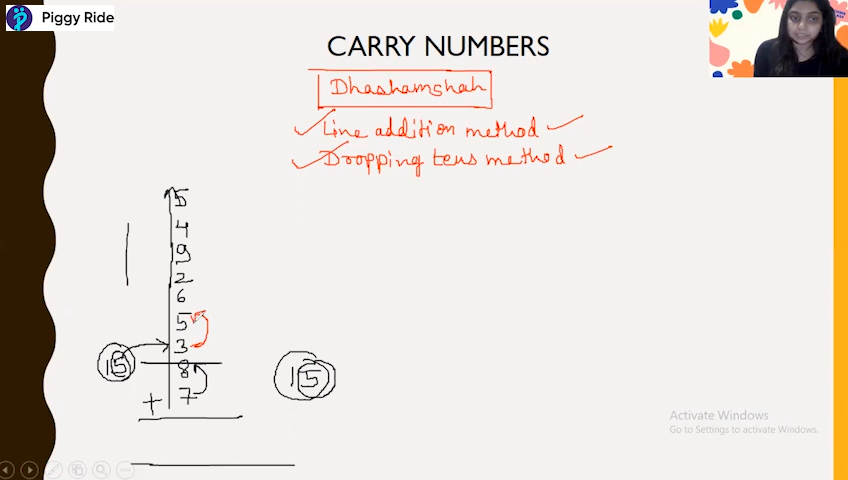 Piggy Ride
CARRY NUMBERS
Dhashamshah
Line addition method
Dropping tens method
5
4
9
2
6
5
15 3
8 15
+ 7
Activate Windows
Go to Settings to activate Windows.